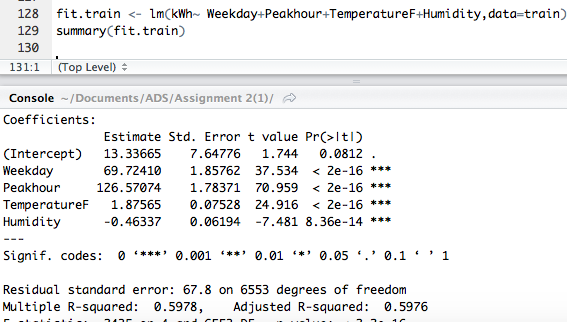 128 fit.train <- lm(kWh~ Weekday+Peakhour+TemperatureF+Humidity,data=train)
129 summary(fit.train)
130
131:1 (Top Level)
Console ~/Documents/ADS/Assignment 2(1)/
Coefficients:
Estimate Std. Error t value Pr(>|t|)
(Intercept) 13.33665 7.64776 1.744 0.0812 .
Weekday 69.72410 1.85762 37.534 < 2e-16 ***
Peakhour 126.57074 1.78371 70.959 < 2e-16 ***
TemperatureF 1.87565 0.07528 24.916 < 2e-16 ***
Humidity -0.46337 0.06194 -7.481 8.36e-14 ***
---
Signif. codes: 0 ‘***’ 0.001 ‘**’ 0.01 ‘*’ 0.05 ‘.’ 0.1 ‘ ’ 1
Residual standard error: 67.8 on 6553 degrees of freedom
Multiple R-squared: 0.5978, Adjusted R-squared: 0.5976